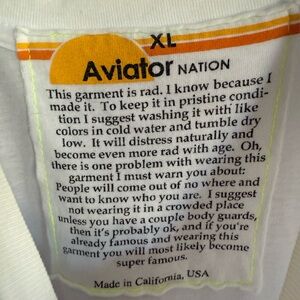 XL
Aviator NATION
This garment is rad. I know because I
made it. To keep it in pristine condi-
tion I suggest washing it with like
colors in cold water and tumble dry
low. It will distress naturally and
become even more rad with age. Oh,
there is one problem with wearing this
garment I must warn you about:
People will come out of no where and
want to know who you are. I suggest
not wearing it in a crowded place
unless you have a couple body guards,
then it's probably ok, and if you're
already famous and wearing this
garment you will most likely become
super famous.
Made in California, USA